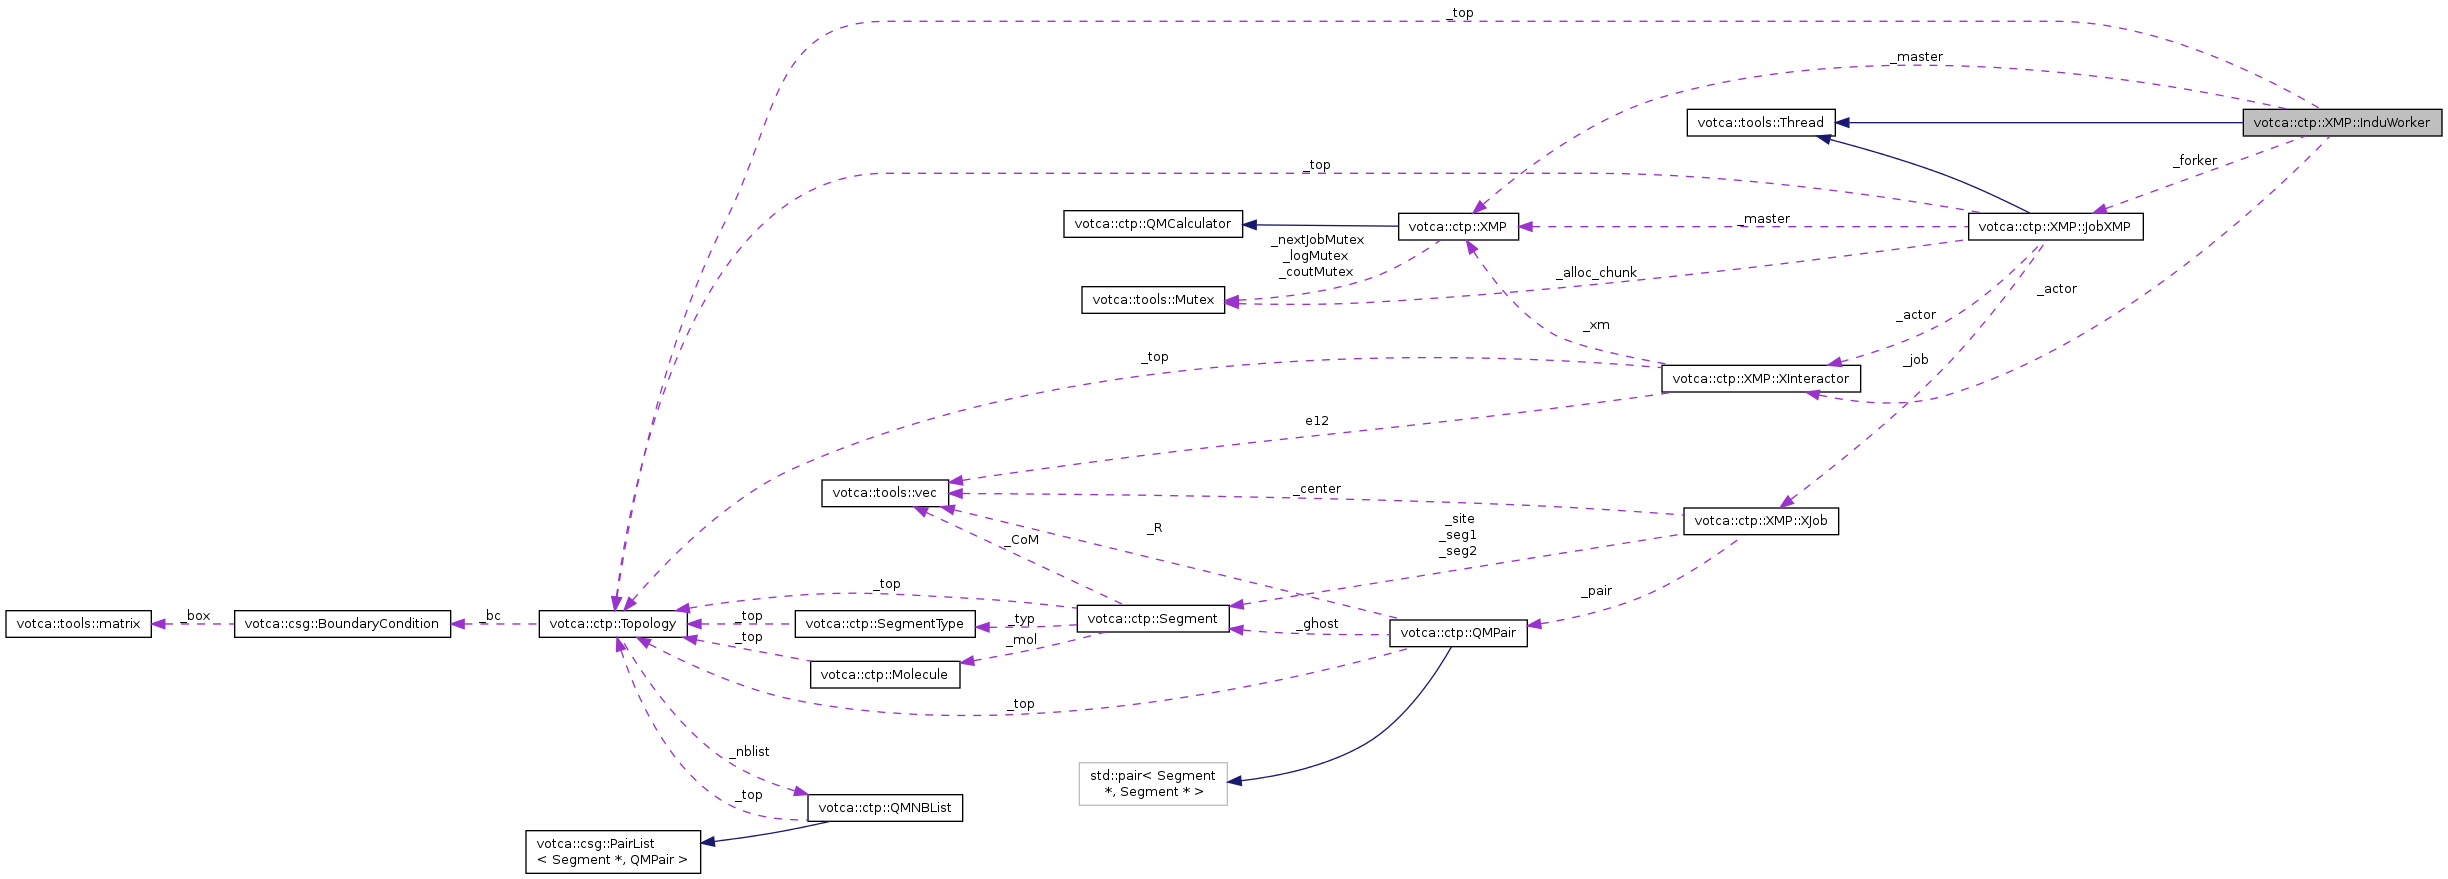 _top
_master
votca::tools::Thread
votca::ctp::XMP::InduWorker
_forker
_top
votca::ctp::QMCalculator
votca::ctp::XMP
_master
votca::ctp::XMP::JobXMP
_nextJobMutex
_logMutex
_coutMutex
_alloc_chunk
_actor
votca::tools::Mutex
_xm
_actor
_top
_job
votca::ctp::XMP::XInteractor
e12
votca::tools::vec
_center
votca::ctp::XMP::XJob
_site
_seg1
_seg2
_R
_CoM
_top
_pair
votca::tools::matrix
_box
votca::csg::BoundaryCondition
_bc
votca::ctp::Topology
_top
votca::ctp::SegmentType
_typ
votca::ctp::Segment
_ghost
votca::ctp::QMPair
_top
_mol
votca::ctp::Molecule
_top
_nblist
std::pair< Segment
*, Segment * >
_top
votca::ctp::QMNBList
votca::csg::PairList
< Segment *, QMPair >